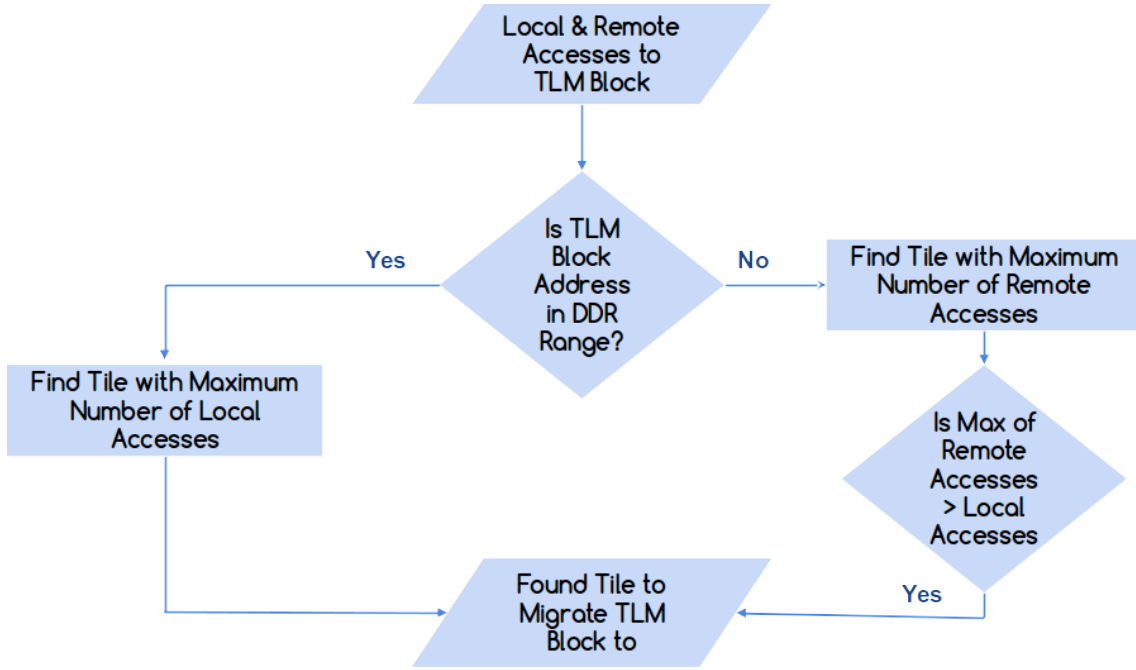 Local & Remote
Accesses to
TLM Block
Is TLM
Block
Address
in DDR
Range?
Yes
No
Find Tile with Maximum
Number of Remote
Accesses
Find Tile with Maximum
Number of Local
Accesses
Is Max of
Remote
Accesses
> Local
Accesses
Yes
Found Tile to
Migrate TLM
Block to